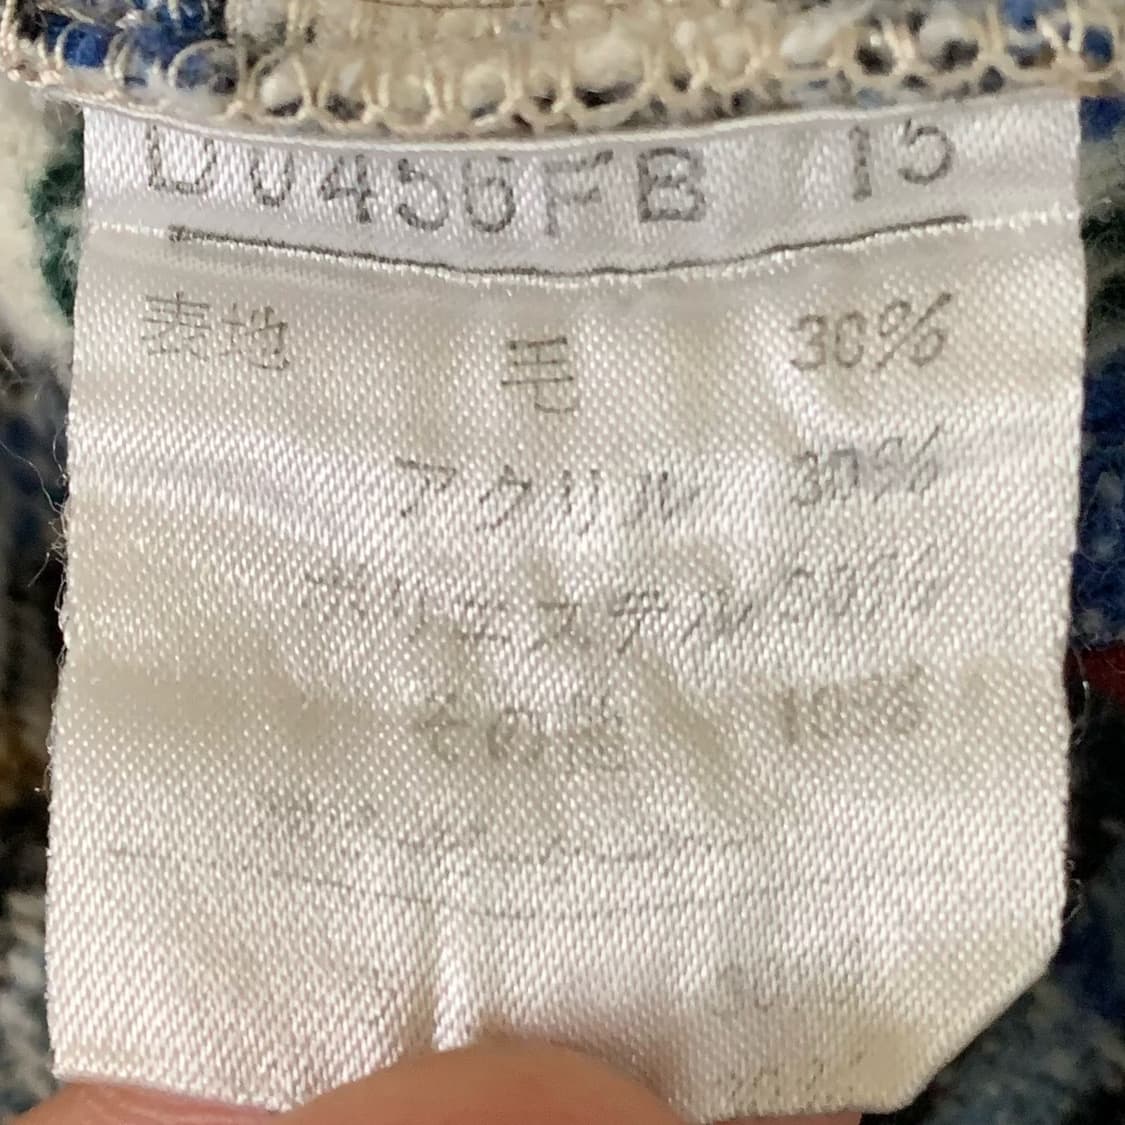 D0456FB 15
表地 毛 30%
アクリル 30%
ポリエステル 30%
その他 10%